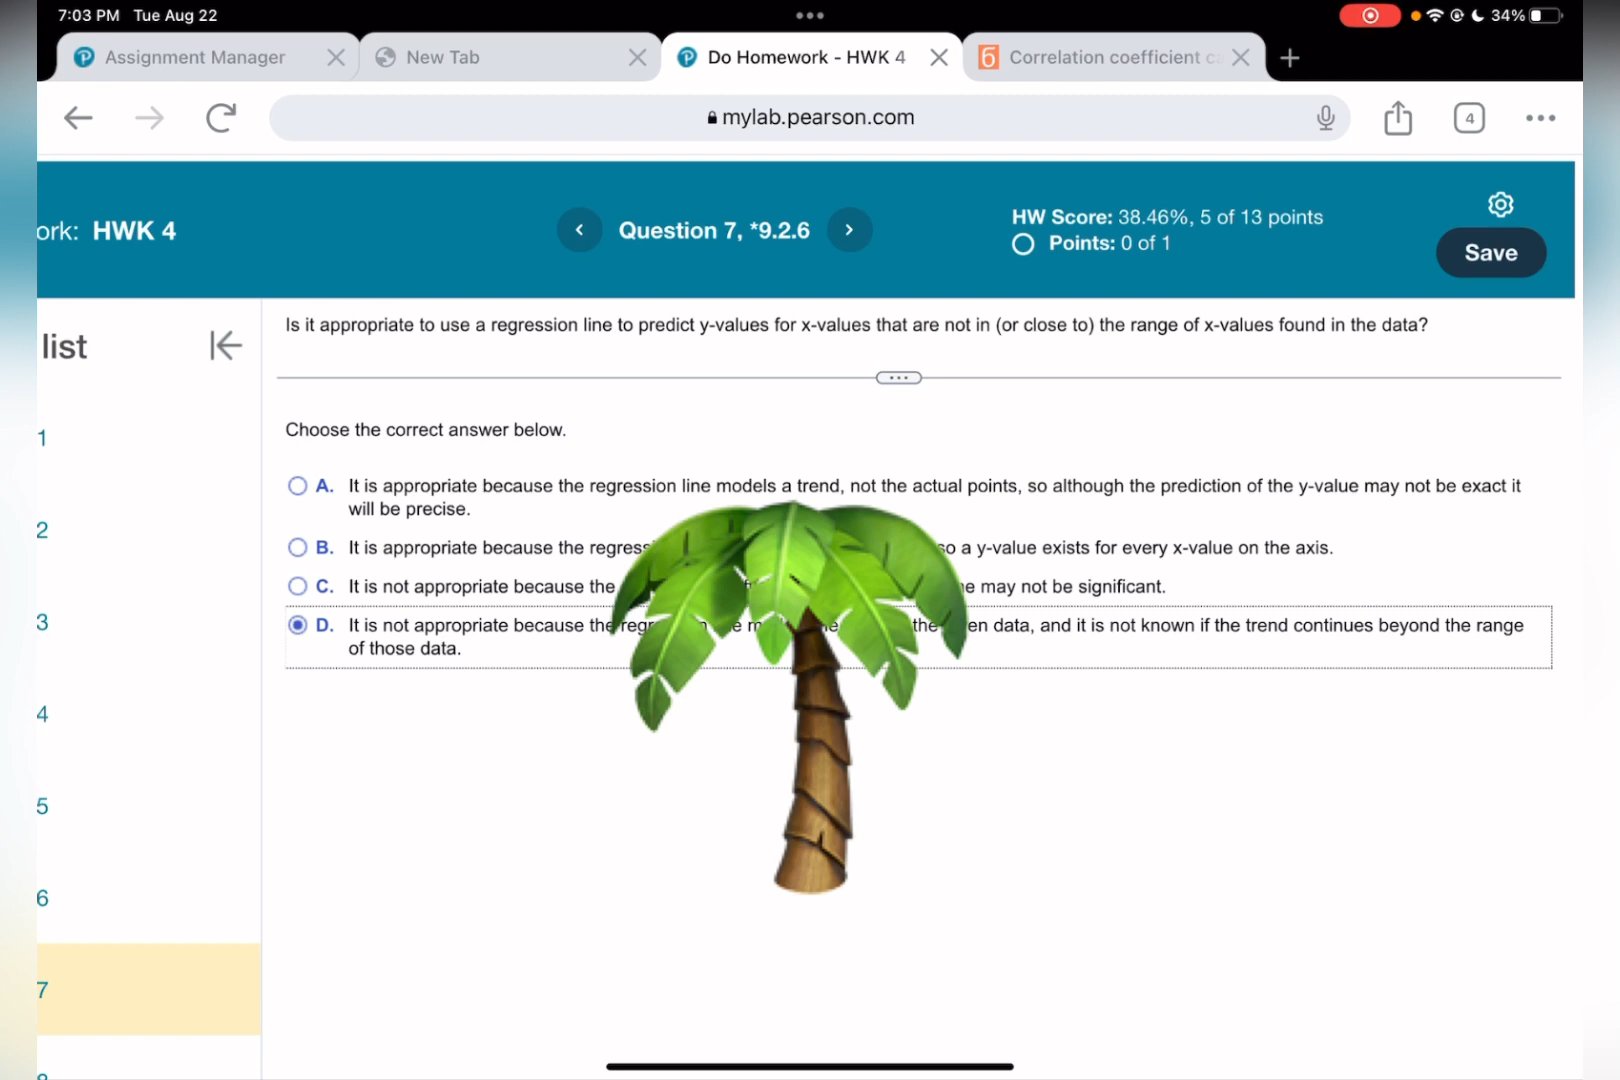 7:03 PM Tue Aug 22
34%
Assignment Manager
New Tab
Do Homework - HWK 4
Correlation coefficient
mylab.pearson.com
4
ork: HWK 4
Question 7, *9.2.6
HW Score: 38.46%, 5 of 13 points
Points: 0 of 1
Save
list
Is it appropriate to use a regression line to predict y-values for x-values that are not in (or close to) the range of x-values found in the data?
Choose the correct answer below.
A. It is appropriate because the regression line models a trend, not the actual points, so although the prediction of the y-value may not be exact it
will be precise.
B. It is appropriate because the so a y-value exists for every x-value on the axis.
C. It is not appropriate because the may not be significant.
D. It is not appropriate because the the data, and it is not known if the trend continues beyond the range
of those data.
1
2
3
4
5
6
7